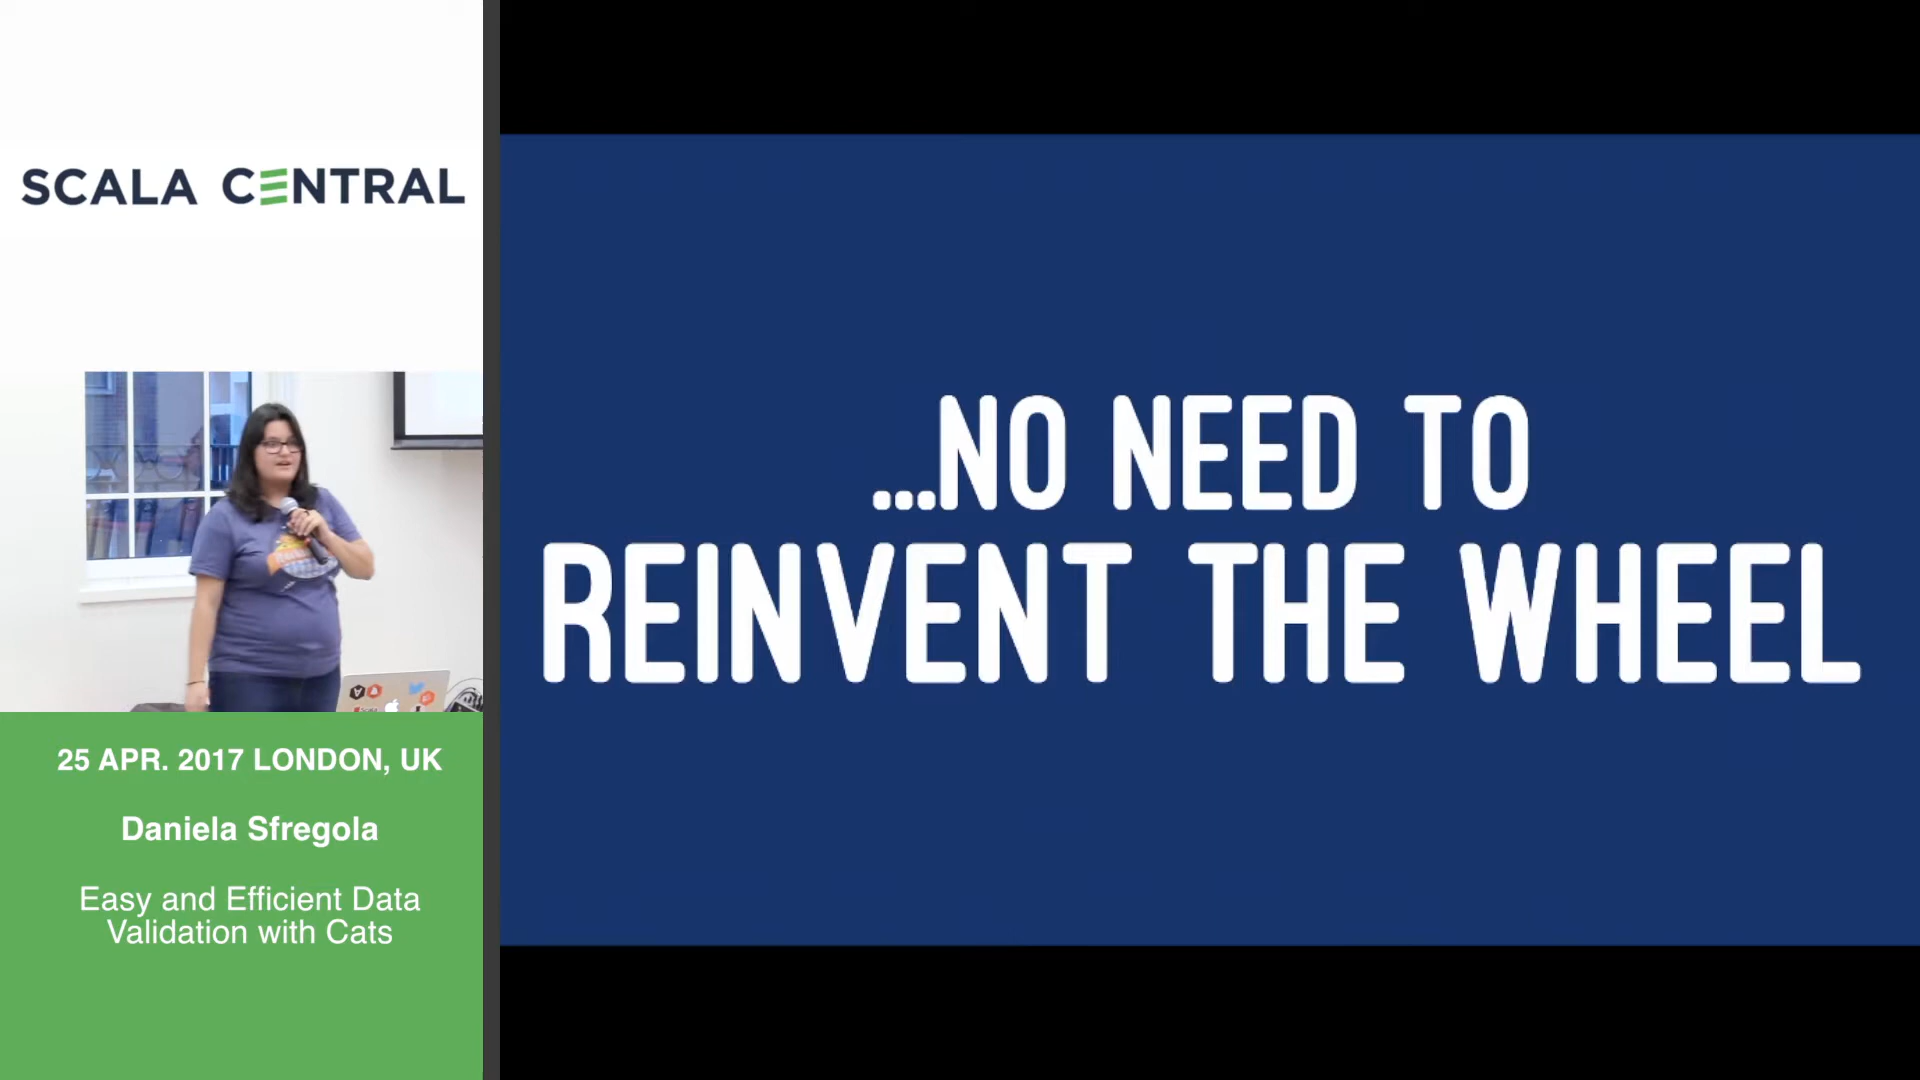 SCALA CENTRAL
...NO NEED TO
REINVENT THE WHEEL
25 APR. 2017 LONDON, UK
Daniela Sfregola
Easy and Efficient Data
Validation with Cats